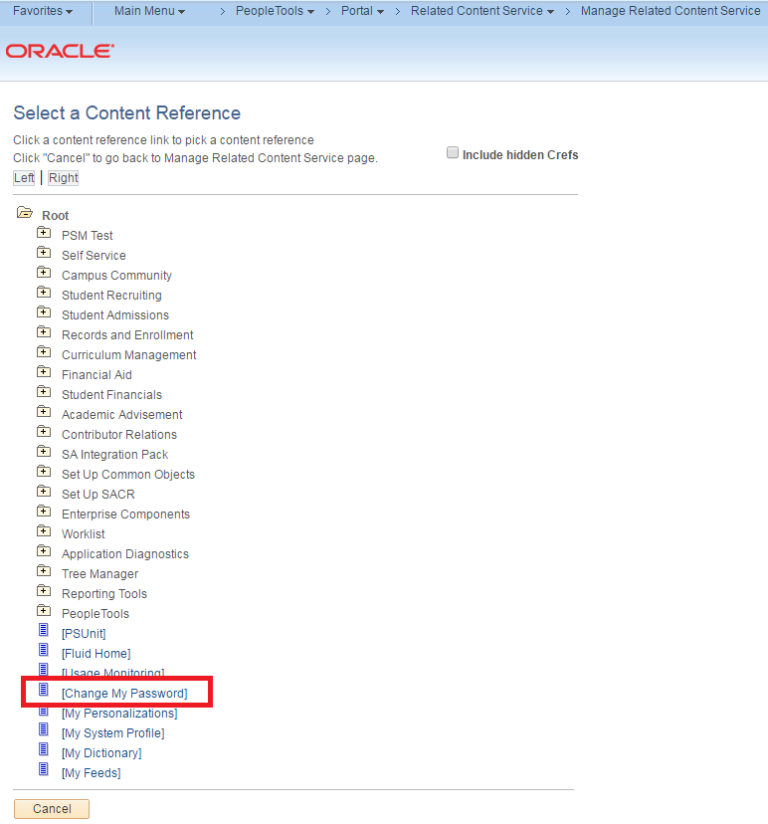 Favorites Main Menu > PeopleTools > Portal > Related Content Service > Manage Related Content Service
ORACLE
Select a Content Reference
Click a content reference link to pick a content reference
Click "Cancel" to go back to Manage Related Content Service page.
Include hidden Crefs
Left | Right
Root
PSM Test
Self Service
Campus Community
Student Recruiting
Student Admissions
Records and Enrollment
Curriculum Management
Financial Aid
Student Financials
Academic Advisement
Contributor Relations
SA Integration Pack
Set Up Common Objects
Set Up SACR
Enterprise Components
Worklist
Application Diagnostics
Tree Manager
Reporting Tools
PeopleTools
[PSUnit]
[Fluid Home]
[Usage Monitoring]
[Change My Password]
[My Personalizations]
[My System Profile]
[My Dictionary]
[My Feeds]
Cancel